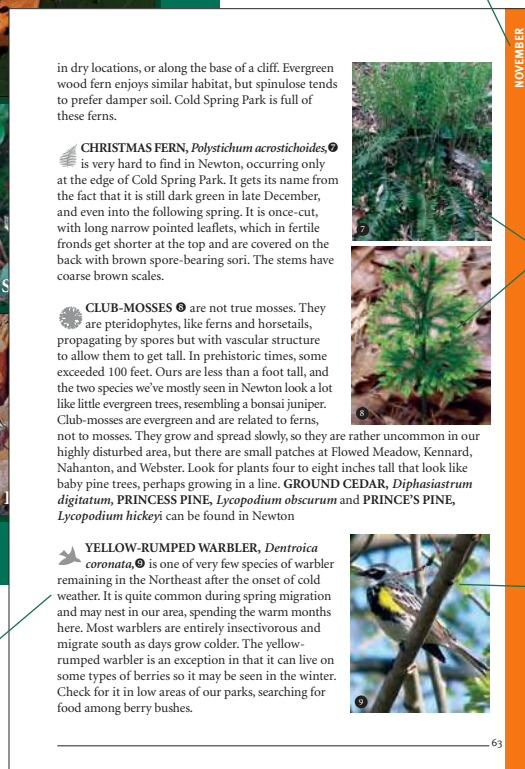 NOVEMBER
in dry locations, or along the base of a cliff. Evergreen
wood fern enjoys similar habitat, but spinulose tends
to prefer damper soil. Cold Spring Park is full of
these ferns.
CHRISTMAS FERN, Polystichum acrostichoides,❼
is very hard to find in Newton, occurring only
at the edge of Cold Spring Park. It gets its name from
the fact that it is still dark green in late December,
and even into the following spring. It is once-cut,
with long narrow pointed leaflets, which in fertile
fronds get shorter at the top and are covered on the
back with brown spore-bearing sori. The stems have
coarse brown scales.
7
CLUB-MOSSES ❽ are not true mosses. They
are pteridophytes, like ferns and horsetails,
propagating by spores but with vascular structure
to allow them to get tall. In prehistoric times, some
exceeded 100 feet. Ours are less than a foot tall, and
the two species we've mostly seen in Newton look a lot
like little evergreen trees, resembling a bonsai juniper.
Club-mosses are evergreen and are related to ferns,
not to mosses. They grow and spread slowly, so they are rather uncommon in our
highly disturbed area, but there are small patches at Flowed Meadow, Kennard,
Nahanton, and Webster. Look for plants four to eight inches tall that look like
baby pine trees, perhaps growing in a line. GROUND CEDAR, Diphasiastrum
digitatum, PRINCESS PINE, Lycopodium obscurum and PRINCE'S PINE,
Lycopodium hickeyi can be found in Newton
8
YELLOW-RUMPED WARBLER, Dentroica
coronata,❾ is one of very few species of warbler
remaining in the Northeast after the onset of cold
weather. It is quite common during spring migration
and may nest in our area, spending the warm months
here. Most warblers are entirely insectivorous and
migrate south as days grow colder. The yellow-
rumped warbler is an exception in that it can live on
some types of berries so it may be seen in the winter.
Check for it in low areas of our parks, searching for
food among berry bushes.
9
63